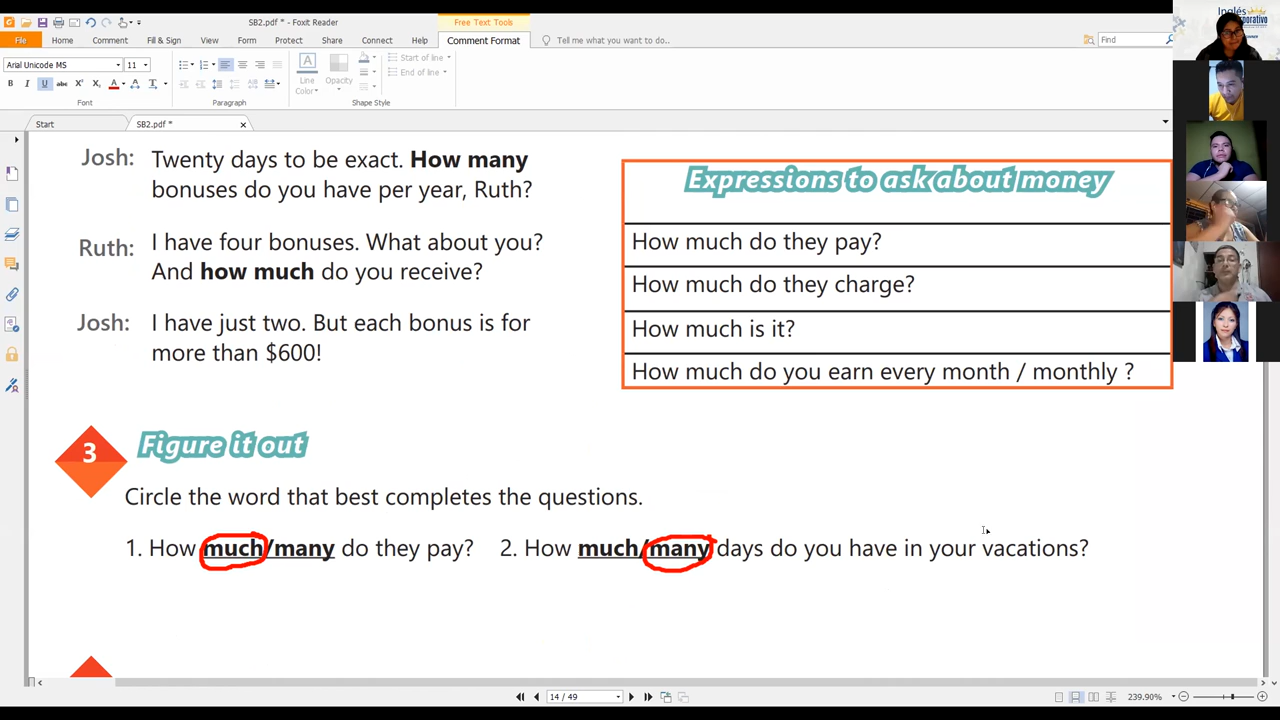 SB2.pdf * - Foxit Reader
Free Text Tools
File
Home
Comment
Fill & Sign
View
Form
Protect
Share
Connect
Help
Comment Format
Tell me what you want to do..
Find
Arial Unicode MS
11
Line
Color
Opacity
Start of line
End of line
Font
Paragraph
Shape Style
Start
SB2.pdf *
Josh: Twenty days to be exact. How many
bonuses do you have per year, Ruth?
Ruth: I have four bonuses. What about you?
And how much do you receive?
Josh: I have just two. But each bonus is for
more than $600!
Expressions to ask about money
How much do they pay?
How much do they charge?
How much is it?
How much do you earn every month / monthly ?
3 Figure it out
Circle the word that best completes the questions.
1. How much/many do they pay? 2. How much/many days do you have in your vacations?
14 / 49
239.90%
Inglés